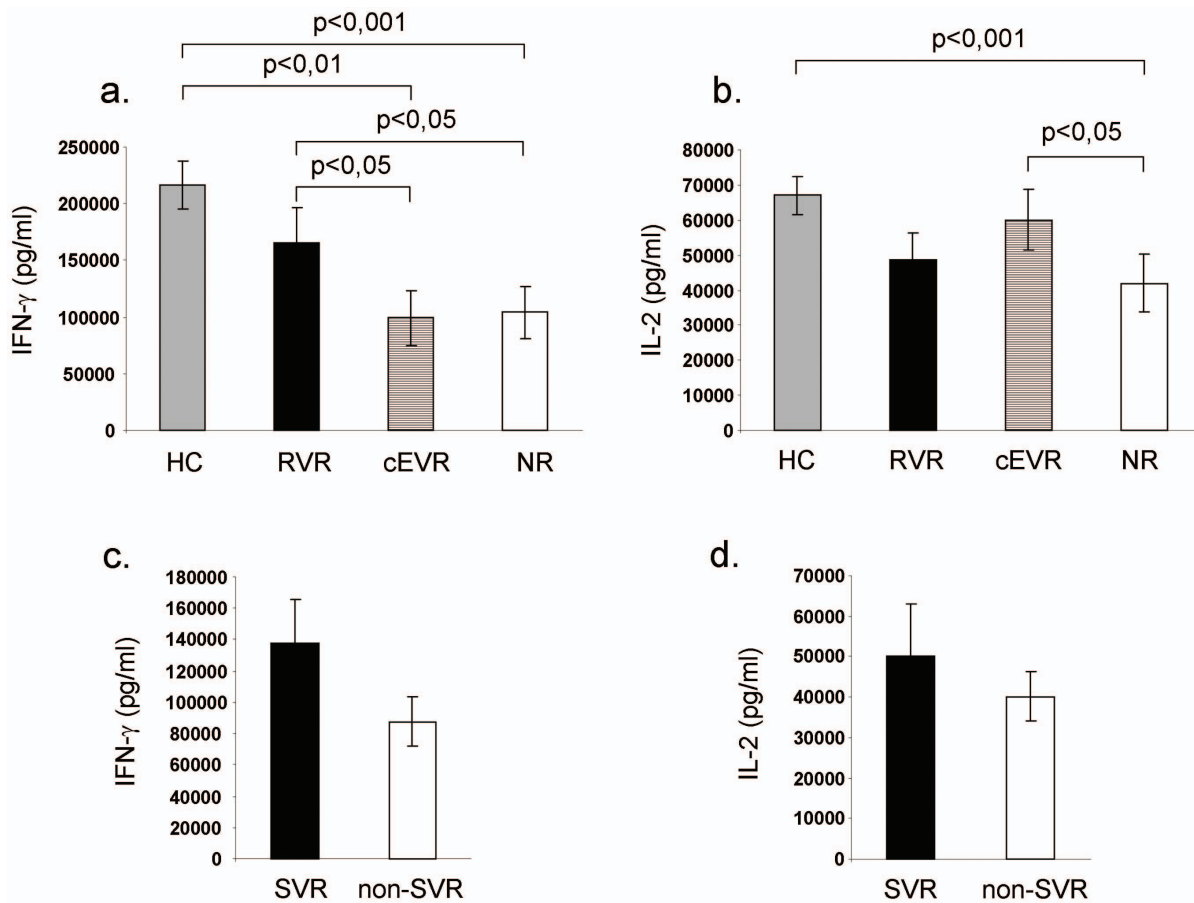 a.
p<0,001
p<0,01
p<0,05
p<0,05
IFN-γ (pg/ml)
250000
200000
150000
100000
50000
0
HC RVR cEVR NR
b.
p<0,001
p<0,05
IL-2 (pg/ml)
80000
70000
60000
50000
40000
30000
20000
10000
0
HC RVR cEVR NR
c.
IFN-γ (pg/ml)
180000
160000
140000
120000
100000
80000
60000
40000
20000
0
SVR non-SVR
d.
IL-2 (pg/ml)
70000
60000
50000
40000
30000
20000
10000
0
SVR non-SVR